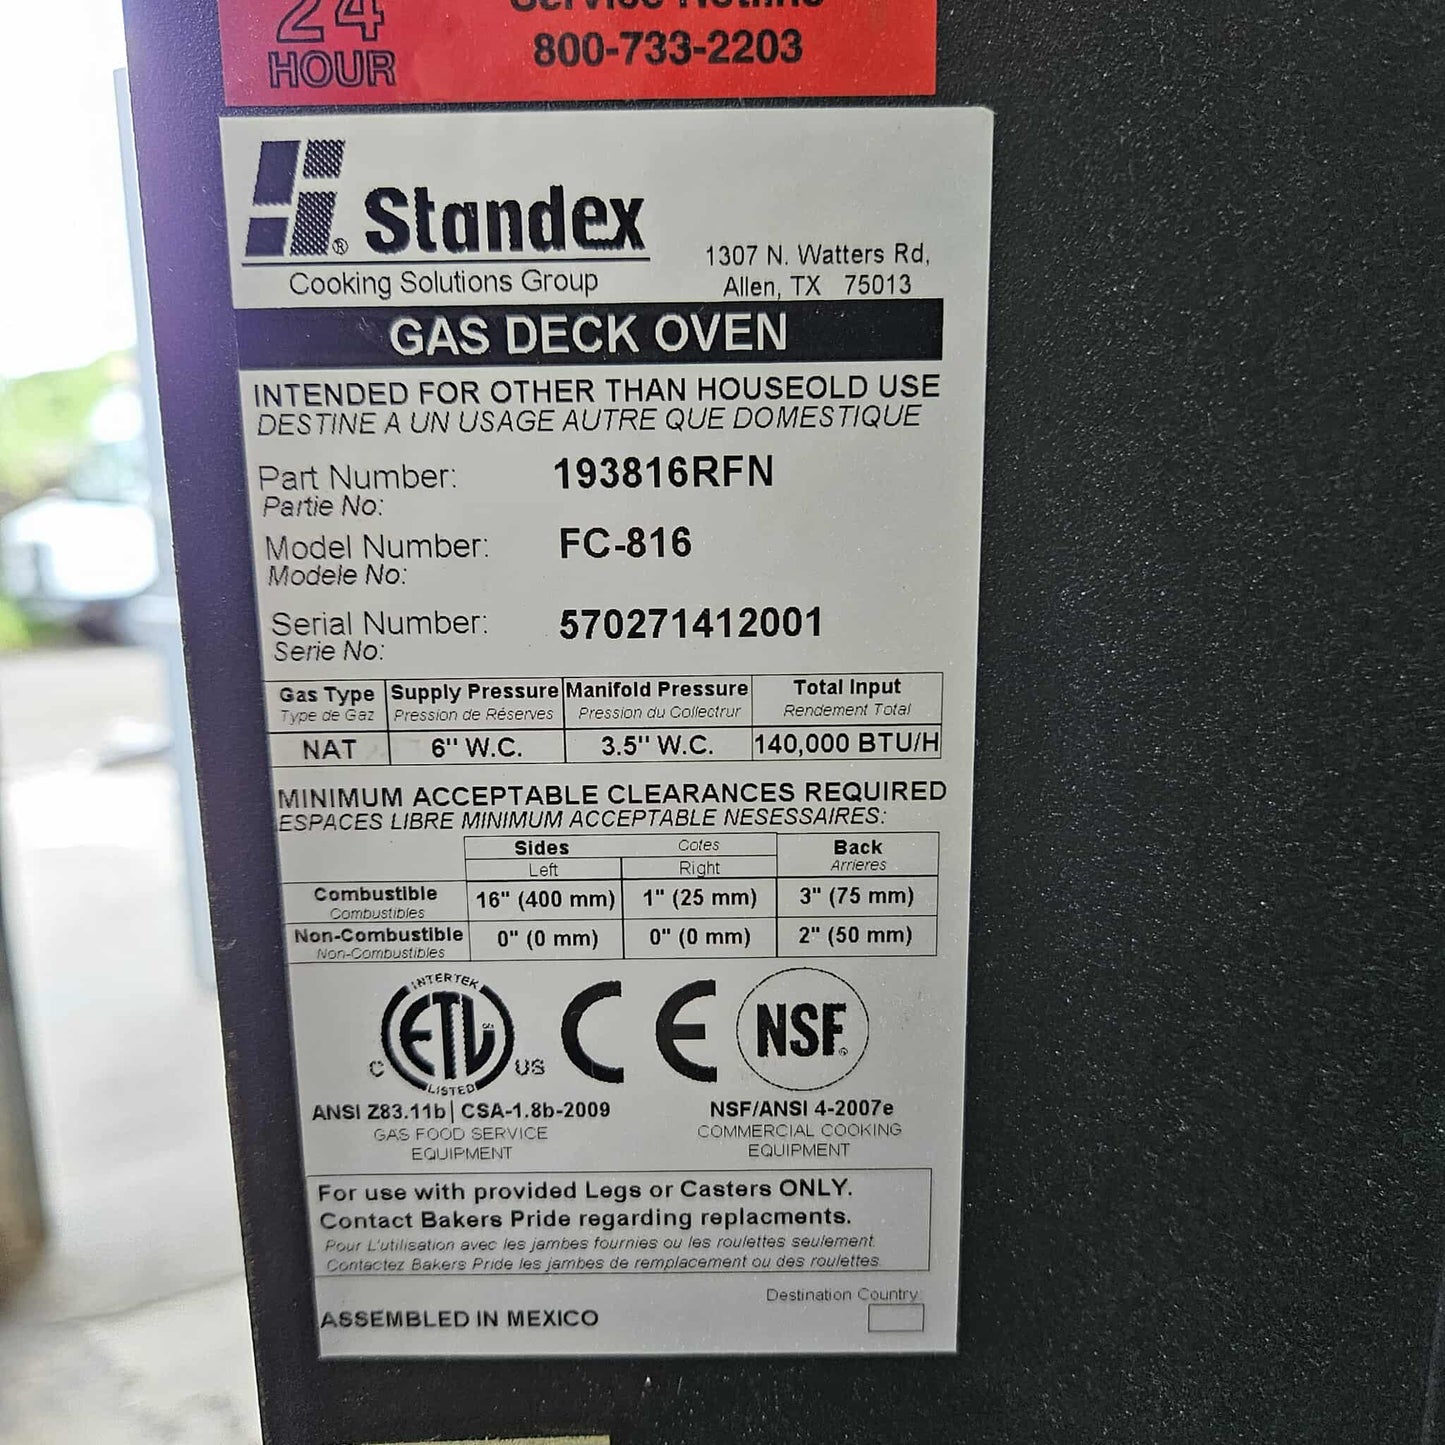 24
HOUR
Service Hotline
800-733-2203
® Standex
Cooking Solutions Group
1307 N. Watters Rd,
Allen, TX 75013
GAS DECK OVEN
INTENDED FOR OTHER THAN HOUSEOLD USE
DESTINE A UN USAGE AUTRE QUE DOMESTIQUE
Part Number: 193816RFN
Partie No:
Model Number: FC-816
Modele No:
Serial Number: 570271412001
Serie No:
Gas Type Supply Pressure Manifold Pressure Total Input
Type de Gaz Pression de Réserves Pression du Collectrur Rendement Total
NAT 6" W.C. 3.5" W.C. 140,000 BTU/H
MINIMUM ACCEPTABLE CLEARANCES REQUIRED
ESPACES LIBRE MINIMUM ACCEPTABLE NESESSAIRES:
Sides Cotes Back
Left Right Arrieres
Combustible 16" (400 mm) 1" (25 mm) 3" (75 mm)
Combustibles
Non-Combustible 0" (0 mm) 0" (0 mm) 2" (50 mm)
Non-Combustibles
INTERTEK
ETL CE NSF.
C US
LISTED
ANSI Z83.11b| CSA-1.8b-2009 NSF/ANSI 4-2007e
GAS FOOD SERVICE COMMERCIAL COOKING
EQUIPMENT EQUIPMENT
For use with provided Legs or Casters ONLY.
Contact Bakers Pride regarding replacments.
Pour L'utilisation avec les jambes fournies ou les roulettes seulement.
Contactez Bakers Pride les jambes de remplacement ou des roulettes
Destination Country:
ASSEMBLED IN MEXICO